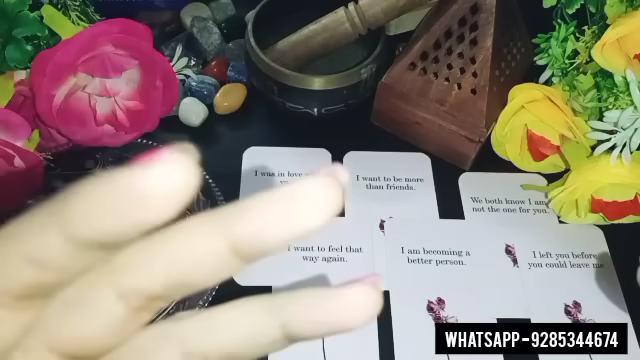 I was in love
I want to be more
than friends.
We both know I am
not the one for you.
I want to feel that
way again.
I am becoming a
better person.
I left you before
you could leave me
WHATSAPP-9285344674